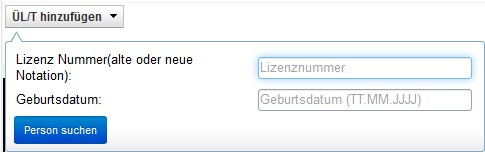 ÜL/T hinzufügen
Lizenz Nummer(alte oder neue
Notation):
Lizenznummer
Geburtsdatum:
Geburtsdatum (TT.MM.JJJJ)
Person suchen